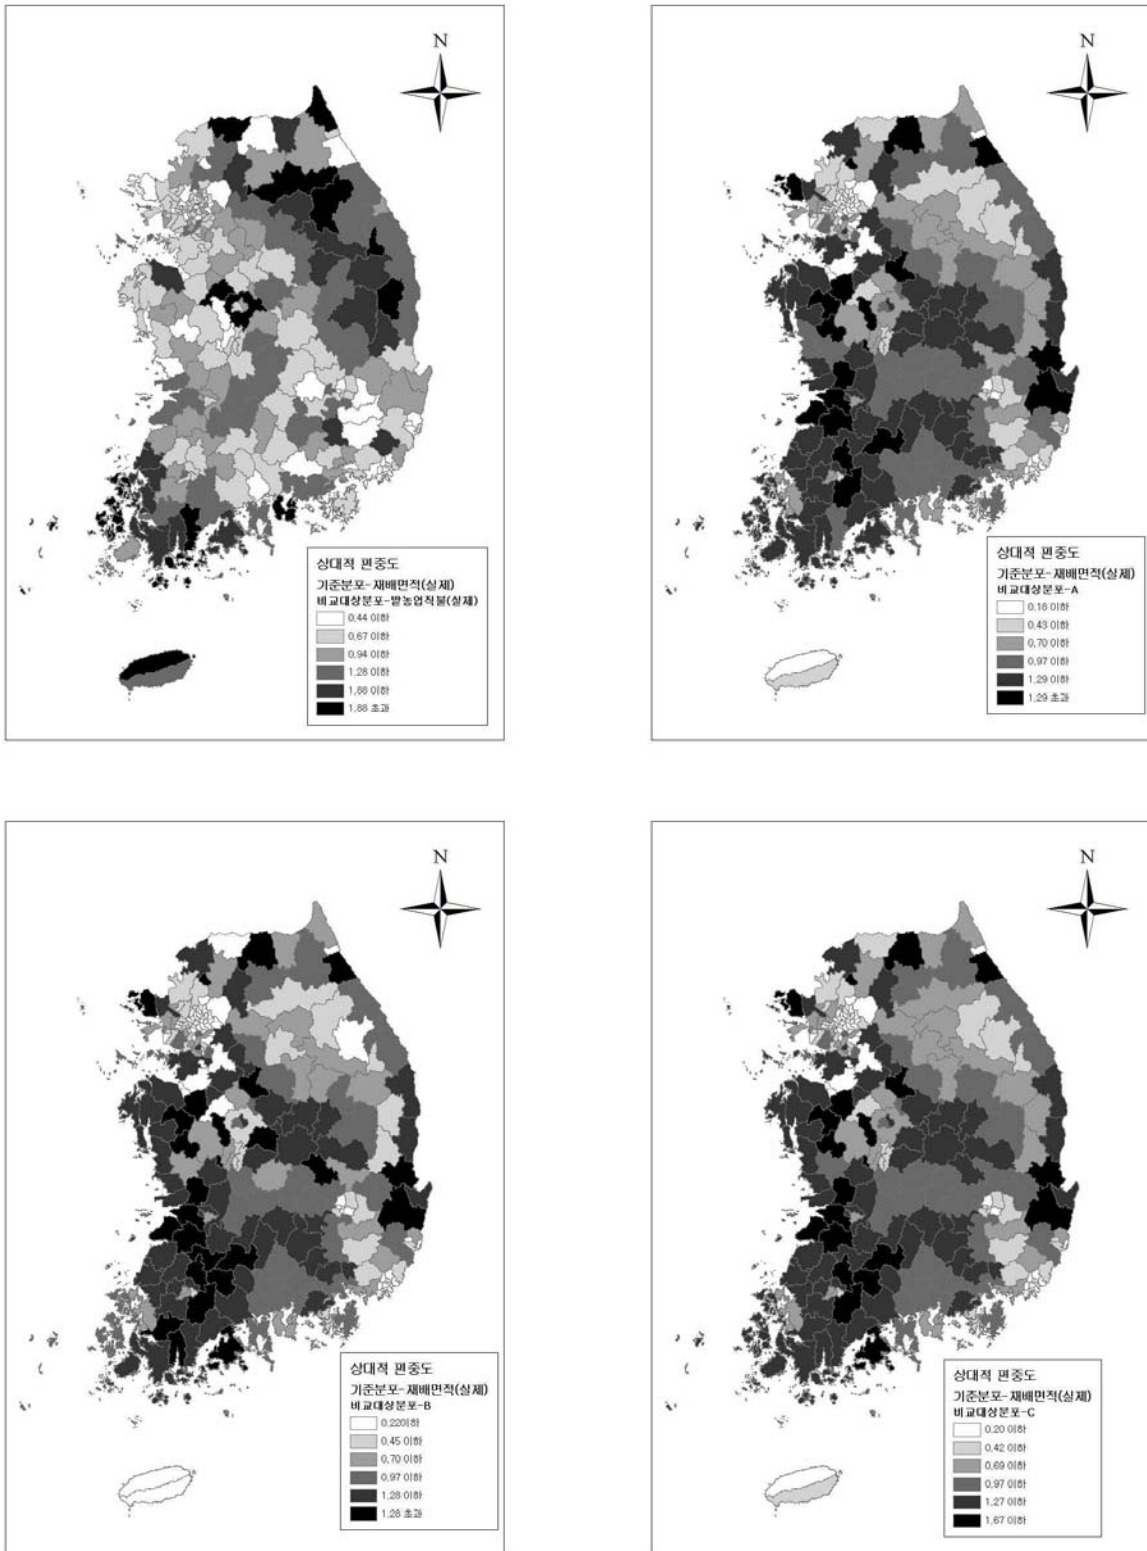 N
상대적 편중도
기준분포-재배면적(실제)
비교대상분포-밭농업직불(실제)
0.44 이하
0.67 이하
0.94 이하
1.28 이하
1.88 이하
1.88 초과
N
상대적 편중도
기준분포-재배면적(실제)
비교대상분포-A
0.18 이하
0.43 이하
0.70 이하
0.97 이하
1.29 이하
1.29 초과
N
상대적 편중도
기준분포-재배면적(실제)
비교대상분포-B
0.22이하
0.45 이하
0.70 이하
0.97 이하
1.28 이하
1.28 초과
N
상대적 편중도
기준분포-재배면적(실제)
비교대상분포-C
0.20 이하
0.42 이하
0.69 이하
0.97 이하
1.27 이하
1.67 이하